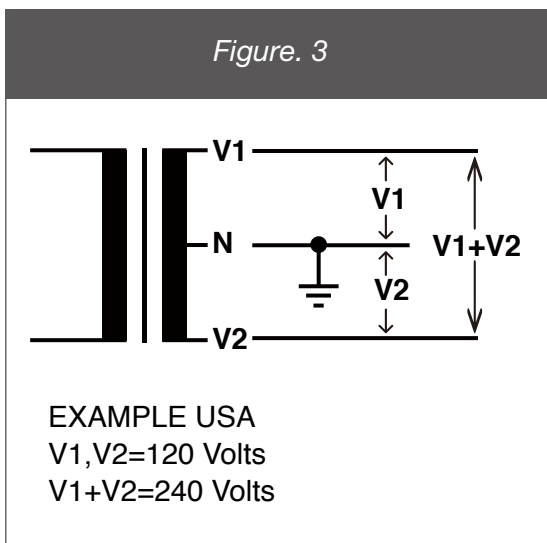 Figure. 3
V1
V1
N
V1+V2
V2
V2
EXAMPLE USA
V1,V2=120 Volts
V1+V2=240 Volts